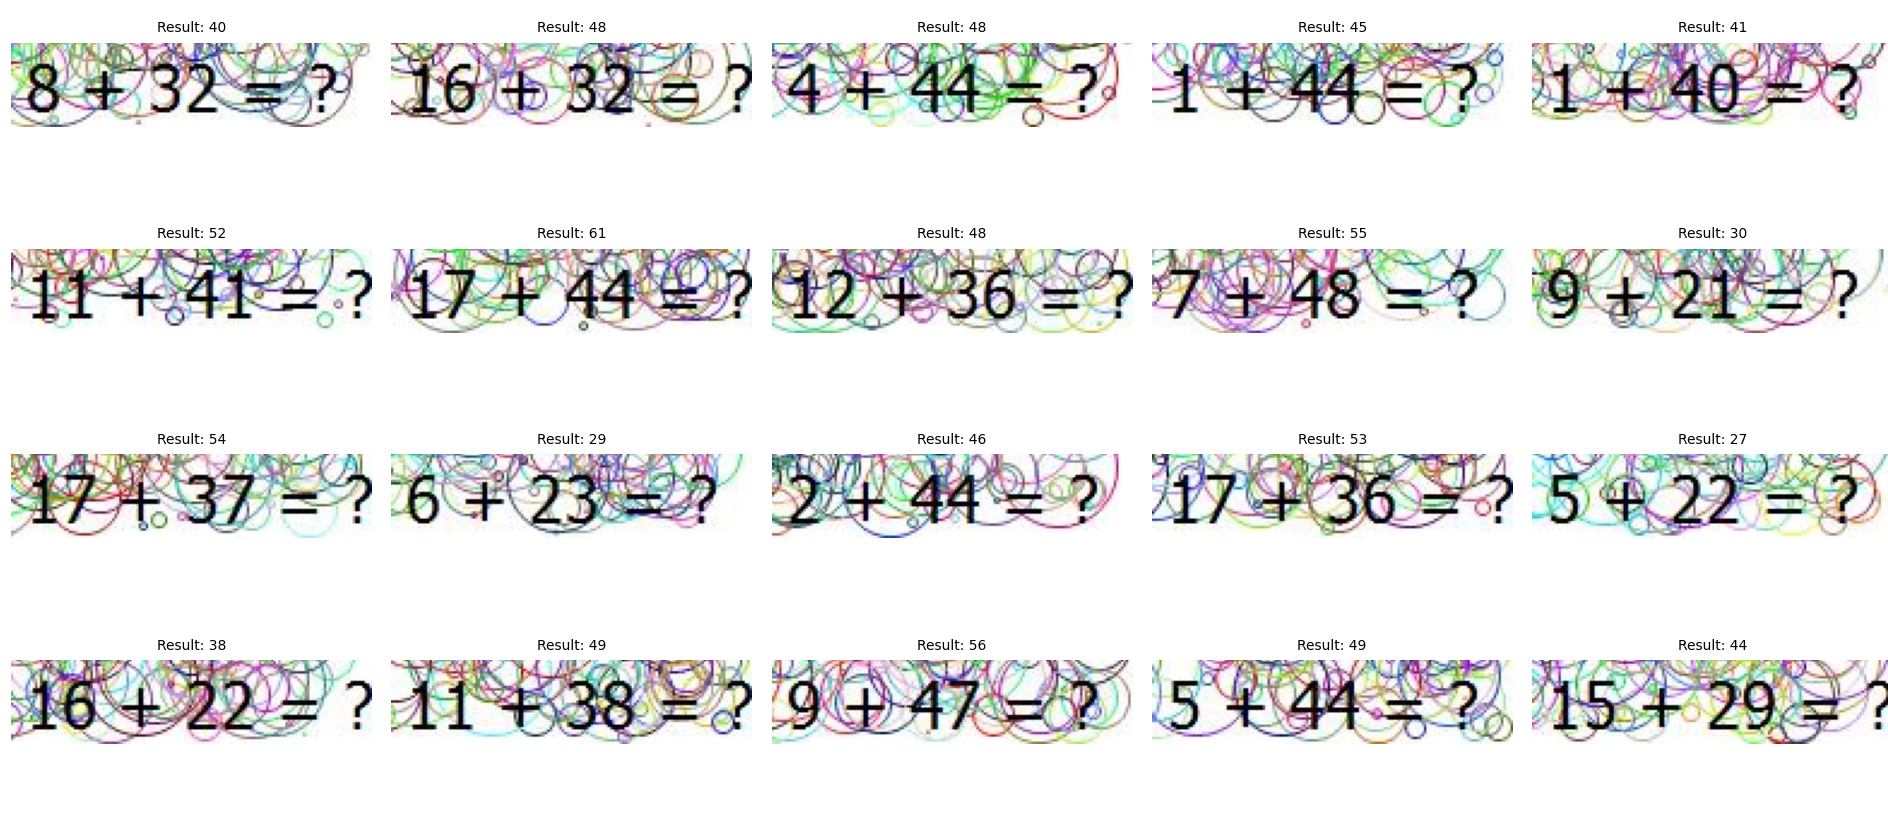 Result: 40 Result: 48 Result: 48 Result: 45 Result: 41
8 + 32 = ? 16 + 32 = ? 4 + 44 = ? 1 + 44 = ? 1 + 40 = ?
Result: 52 Result: 61 Result: 48 Result: 55 Result: 30
11 + 41 = ? 17 + 44 = ? 12 + 36 = ? 7 + 48 = ? 9 + 21 = ?
Result: 54 Result: 29 Result: 46 Result: 53 Result: 27
17 + 37 = ? 6 + 23 = ? 2 + 44 = ? 17 + 36 = ? 5 + 22 = ?
Result: 38 Result: 49 Result: 56 Result: 49 Result: 44
16 + 22 = ? 11 + 38 = ? 9 + 47 = ? 5 + 44 = ? 15 + 29 = ?